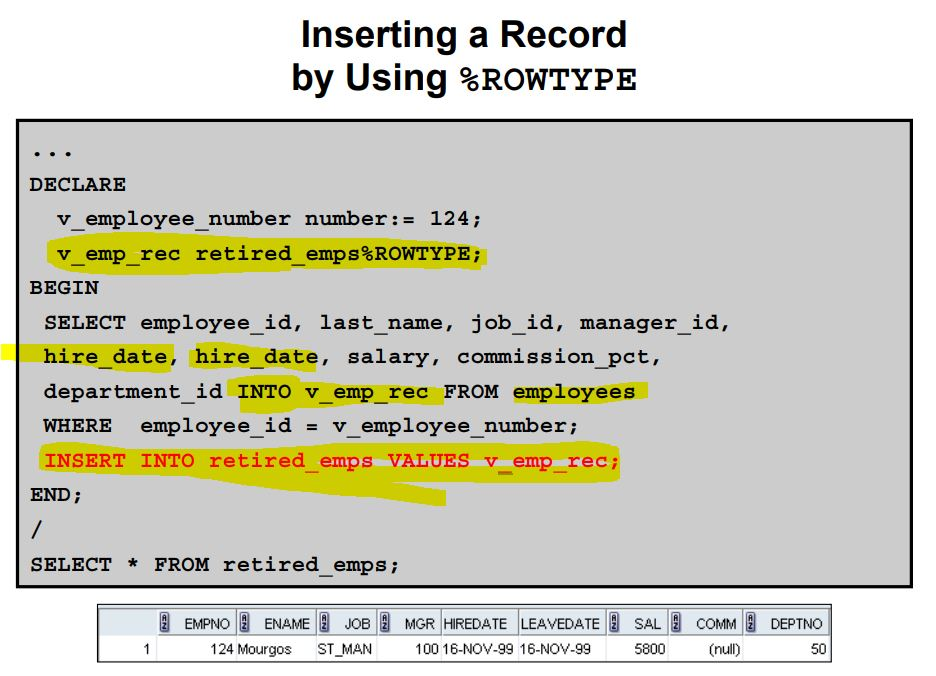 Inserting a Record
by Using %ROWTYPE
...
DECLARE
v_employee_number number:= 124;
v_emp_rec retired_emps%ROWTYPE;
BEGIN
SELECT employee_id, last_name, job_id, manager_id,
hire_date, hire_date, salary, commission_pct,
department_id INTO v_emp_rec FROM employees
WHERE employee_id = v_employee_number;
INSERT INTO retired_emps VALUES v_emp_rec;
END;
/
SELECT * FROM retired_emps;
EMPNO ENAME JOB MGR HIREDATE LEAVEDATE SAL COMM DEPTNO
1 124 Mourgos ST_MAN 100 16-NOV-99 16-NOV-99 5800 (null) 50